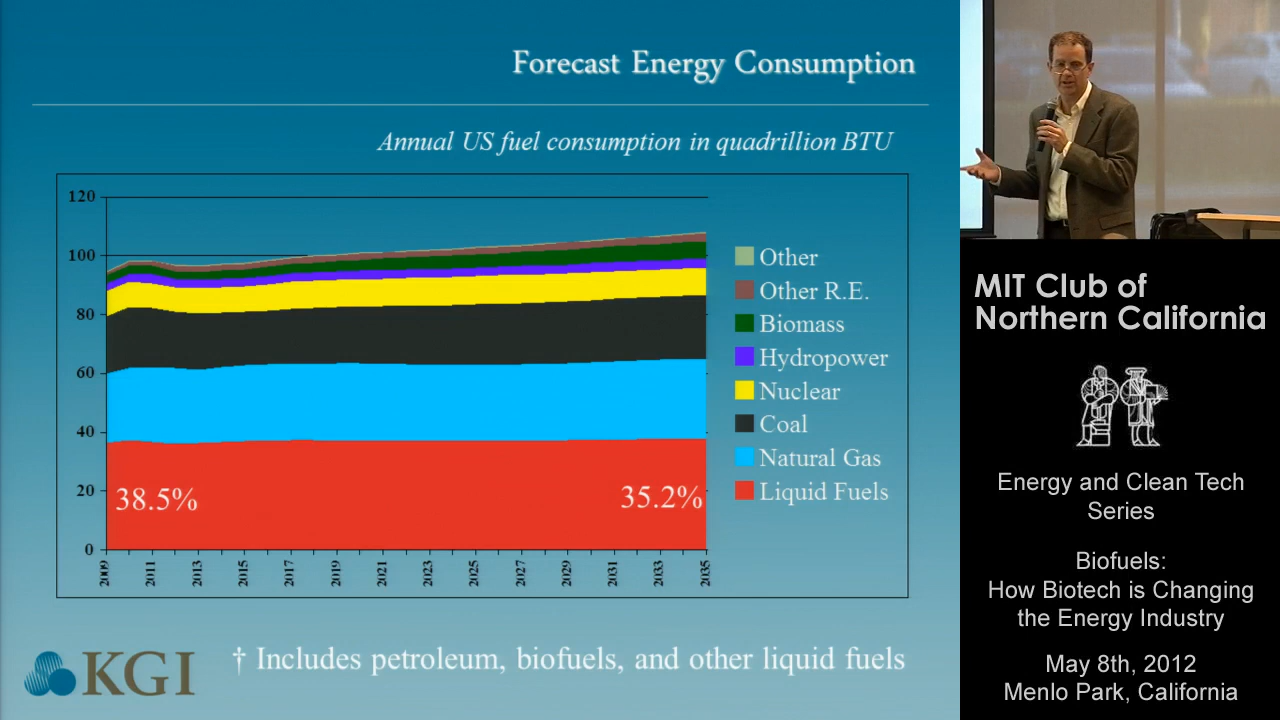 Forecast Energy Consumption
Annual US fuel consumption in quadrillion BTU
120
100
80
60
40
20
0
38.5%
35.2%
2009
2011
2013
2015
2017
2019
2021
2023
2025
2027
2029
2031
2033
2035
Other
Other R.E.
Biomass
Hydropower
Nuclear
Coal
Natural Gas
Liquid Fuels
KGI
† Includes petroleum, biofuels, and other liquid fuels
MIT Club of
Northern California
Energy and Clean Tech
Series
Biofuels:
How Biotech is Changing
the Energy Industry
May 8th, 2012
Menlo Park, California